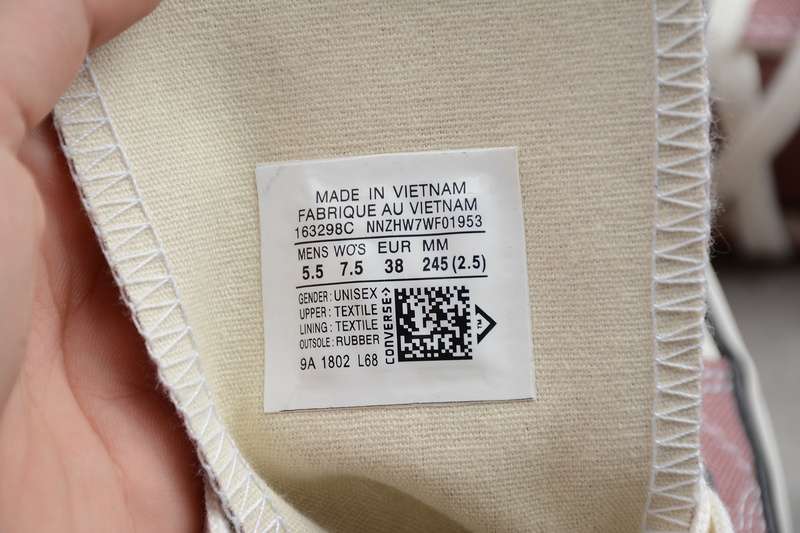 MADE IN VIETNAM
FABRIQUE AU VIETNAM
163298C NNZHW7WF01953
MENS WO'S EUR MM
5.5 7.5 38 245 (2.5)
GENDER : UNISEX
UPPER : TEXTILE
LINING : TEXTILE
OUTSOLE : RUBBER
9A 1802 L68
CONVERSE
TM